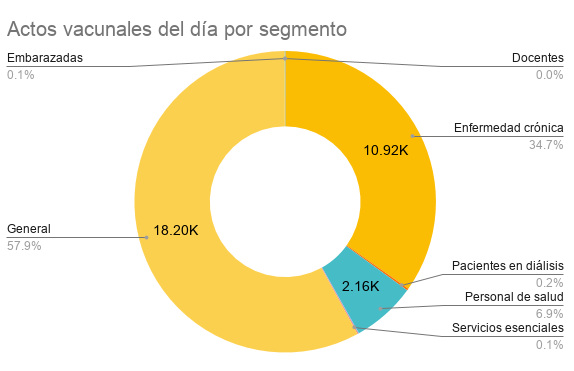 Actos vacunales del día por segmento
Embarazadas
0.1%
Docentes
0.0%
Enfermedad crónica
34.7%
10.92K
General
57.9%
18.20K
Pacientes en diálisis
0.2%
2.16K
Personal de salud
6.9%
Servicios esenciales
0.1%